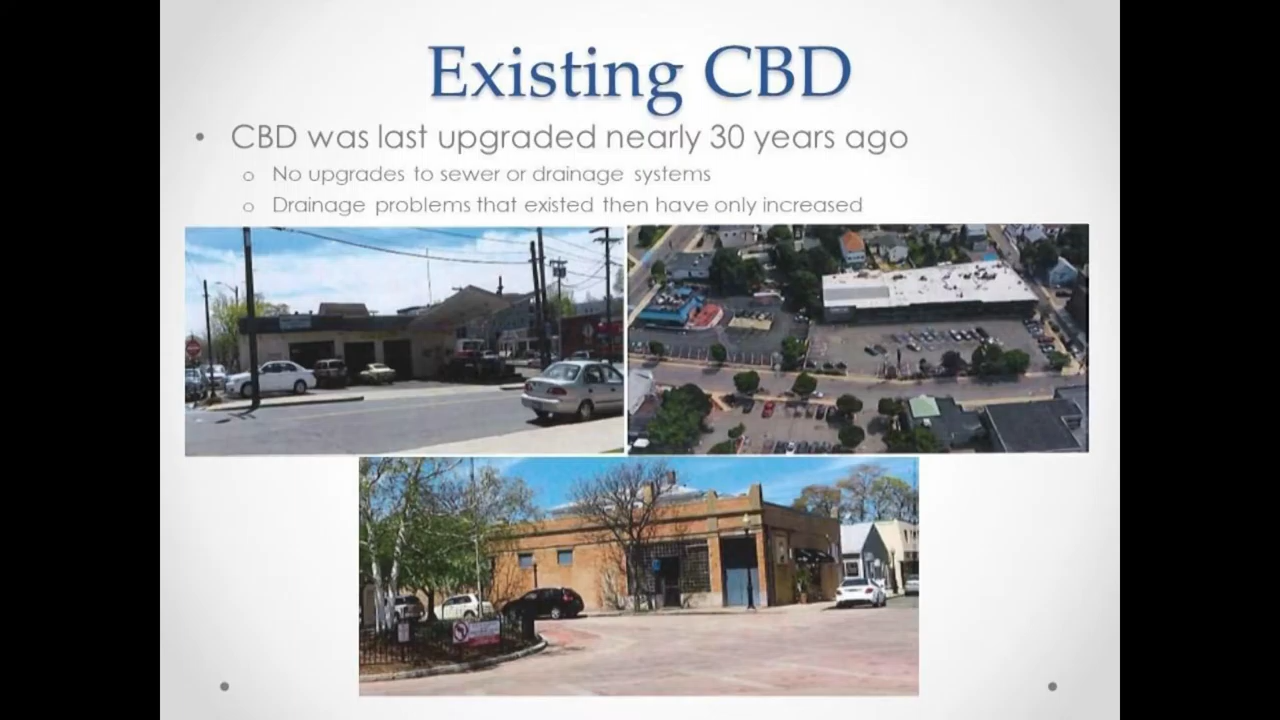 Existing CBD
• CBD was last upgraded nearly 30 years ago
o No upgrades to sewer or drainage systems
o Drainage problems that existed then have only increased